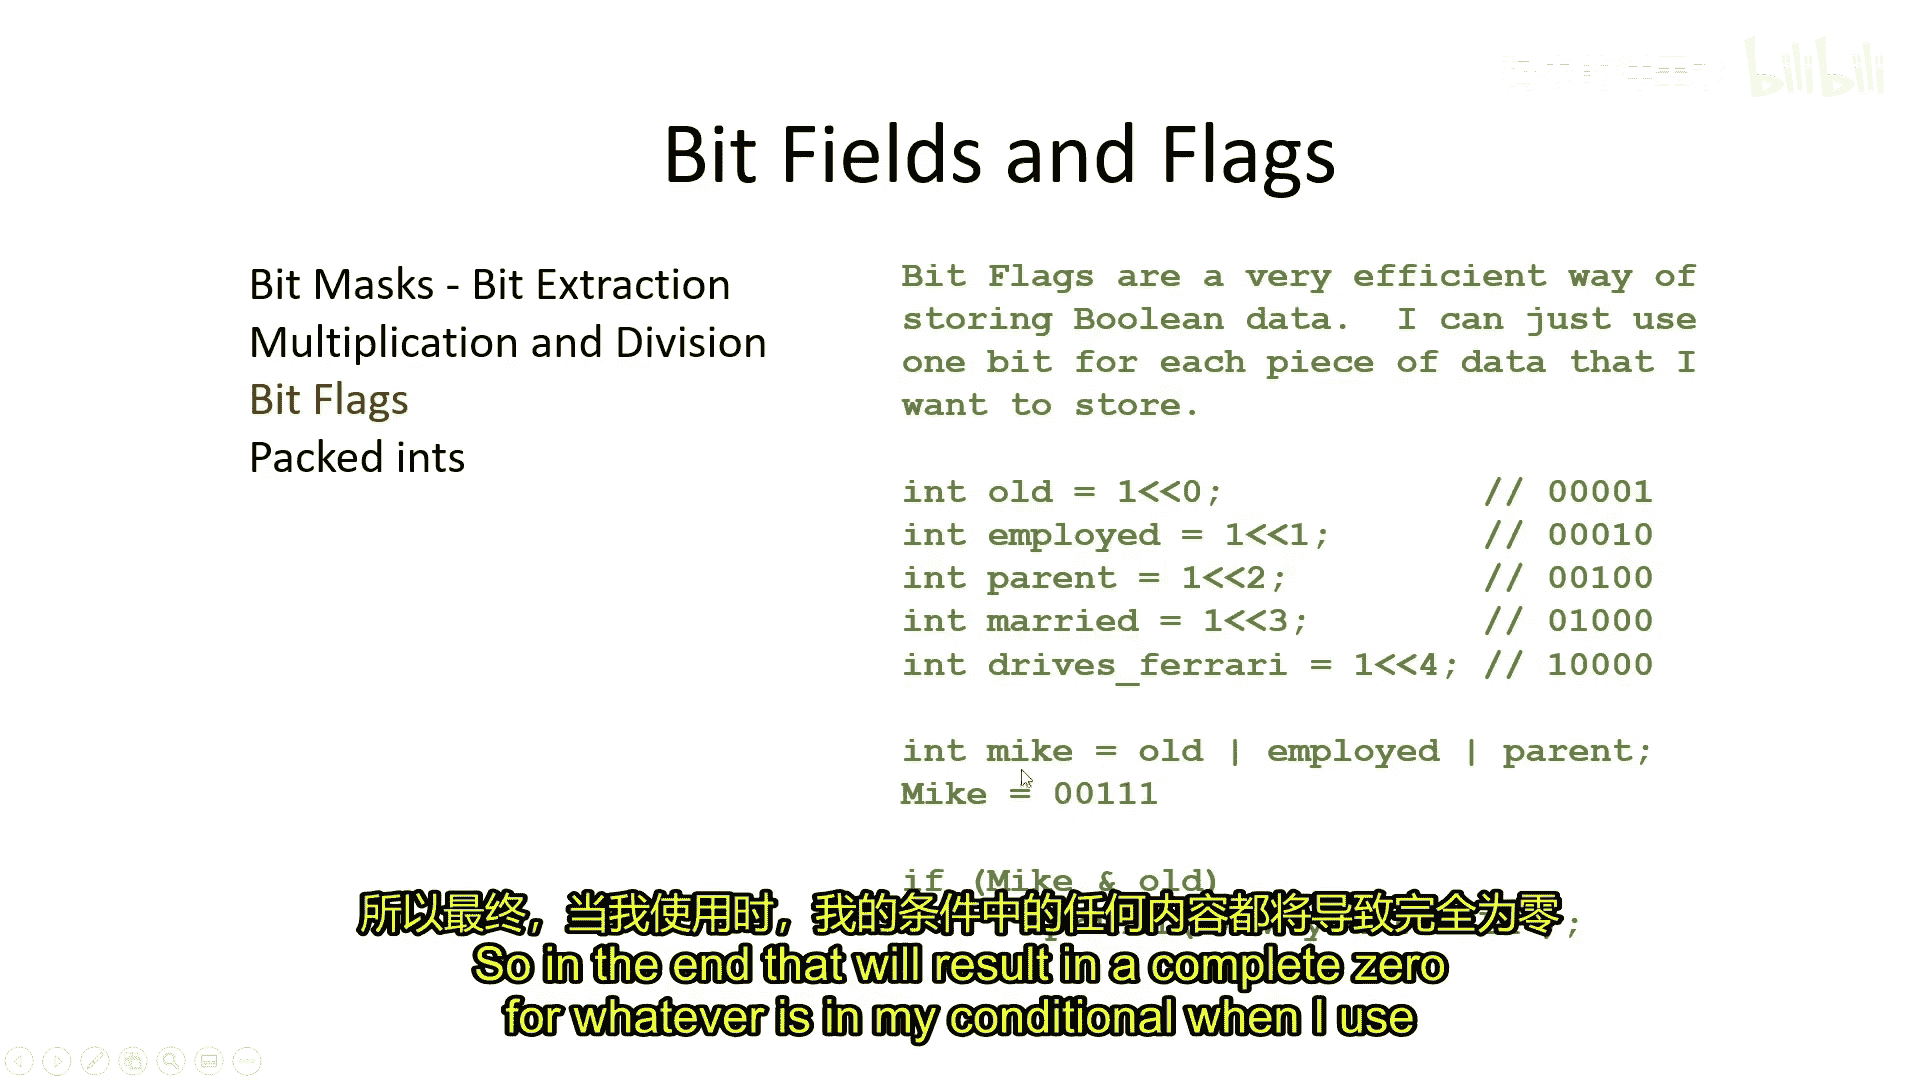 bilibili
Bit Fields and Flags
Bit Masks - Bit Extraction
Multiplication and Division
Bit Flags
Packed ints
Bit Flags are a very efficient way of
storing Boolean data.  I can just use
one bit for each piece of data that I
want to store.
int old = 1<<0;            // 00001
int employed = 1<<1;       // 00010
int parent = 1<<2;         // 00100
int married = 1<<3;        // 01000
int drives_ferrari = 1<<4; // 10000
int mike = old | employed | parent;
Mike = 00111
if (Mike & old)
所以最终，当我使用时，我的条件中的任何内容都将导致完全为零
So in the end that will result in a complete zero
for whatever is in my conditional when I use